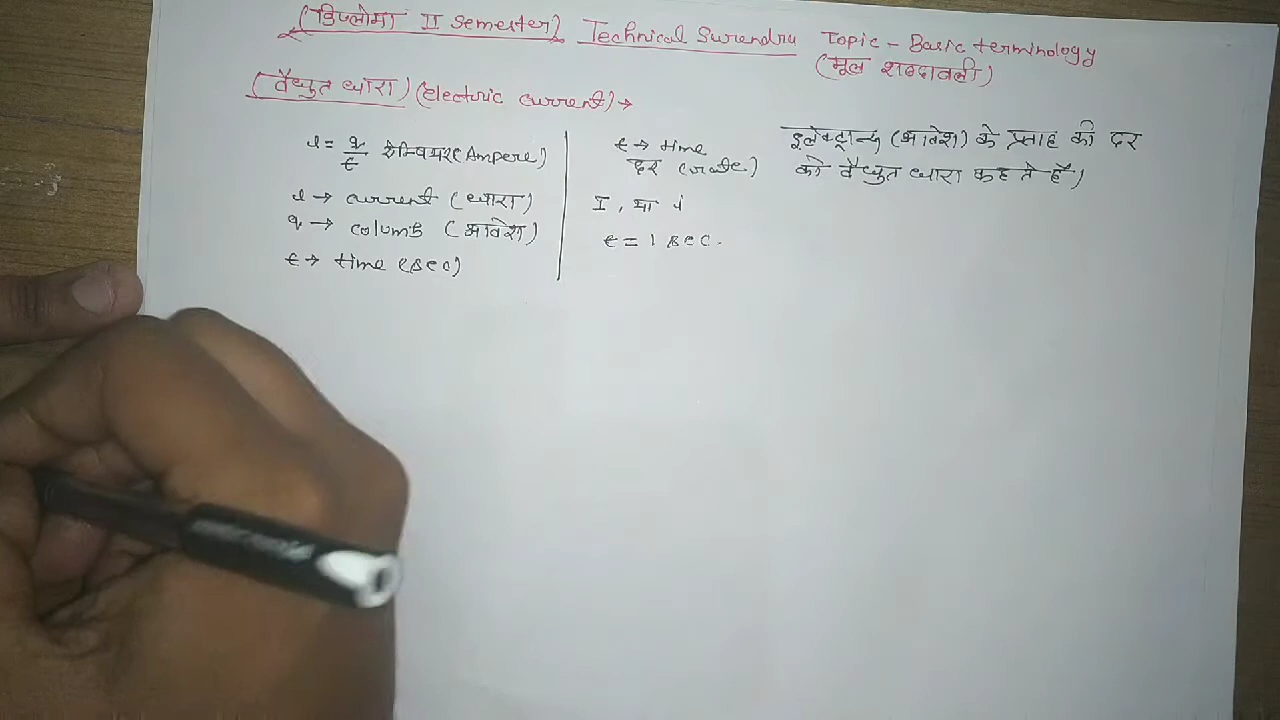 (डिप्लोमा II Semester) Technical Surendra Topic - Basic terminology
(मूल शब्दावली)
(वैद्युत धारा) (electric current) →
i = q/t ऐम्पियर (Ampere)
i → current (धारा)
q → columb (आवेश)
t → time (sec)
t → time
दर (rate)
I, या i
t = 1 sec.
इलेक्ट्रान्स (आवेश) के प्रवाह की दर
को वैद्युत धारा कहते हैं।